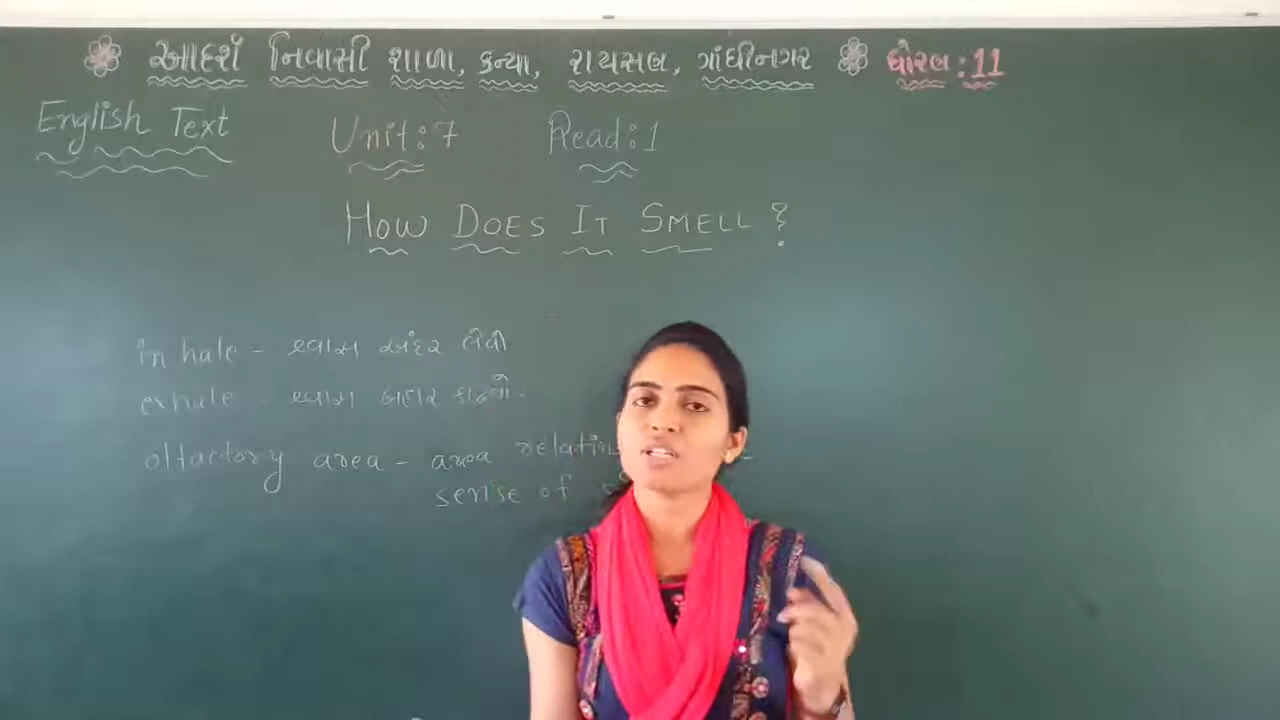 આદર્શ નિવાસી શાળા, કન્યા, રાયસણ, ગાંધીનગર ધોરણ : 11
English Text Unit : 7 Read : 1
HOW DOES IT SMELL ?
inhale - શ્વાસ અંદર લેવો
exhale - શ્વાસ બહાર કાઢવો.
olfactory area - area
sense of